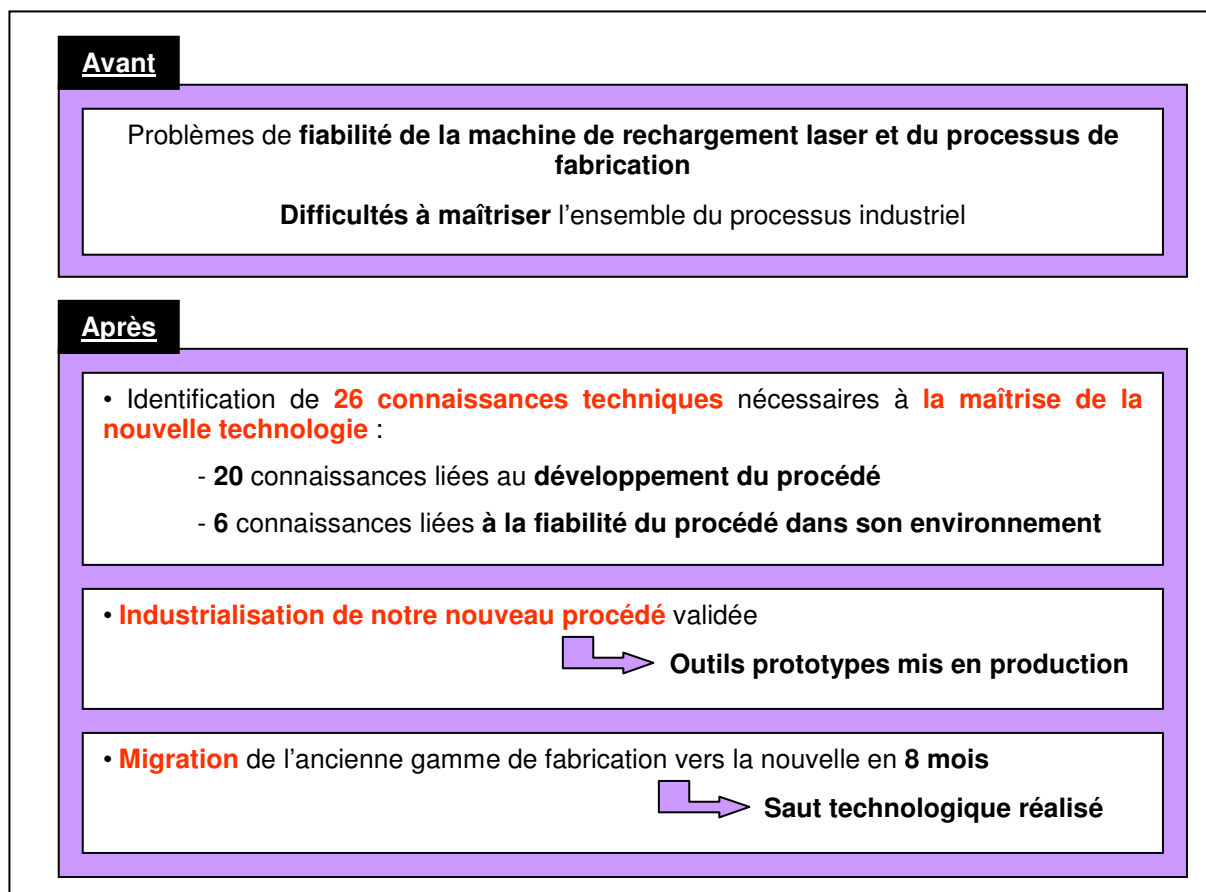 Avant
Problèmes de fiabilité de la machine de rechargement laser et du processus de
fabrication
Difficultés à maîtriser l’ensemble du processus industriel
Après
• Identification de 26 connaissances techniques nécessaires à la maîtrise de la
nouvelle technologie :
- 20 connaissances liées au développement du procédé
- 6 connaissances liées à la fiabilité du procédé dans son environnement
• Industrialisation de notre nouveau procédé validée
Outils prototypes mis en production
• Migration de l’ancienne gamme de fabrication vers la nouvelle en 8 mois
Saut technologique réalisé